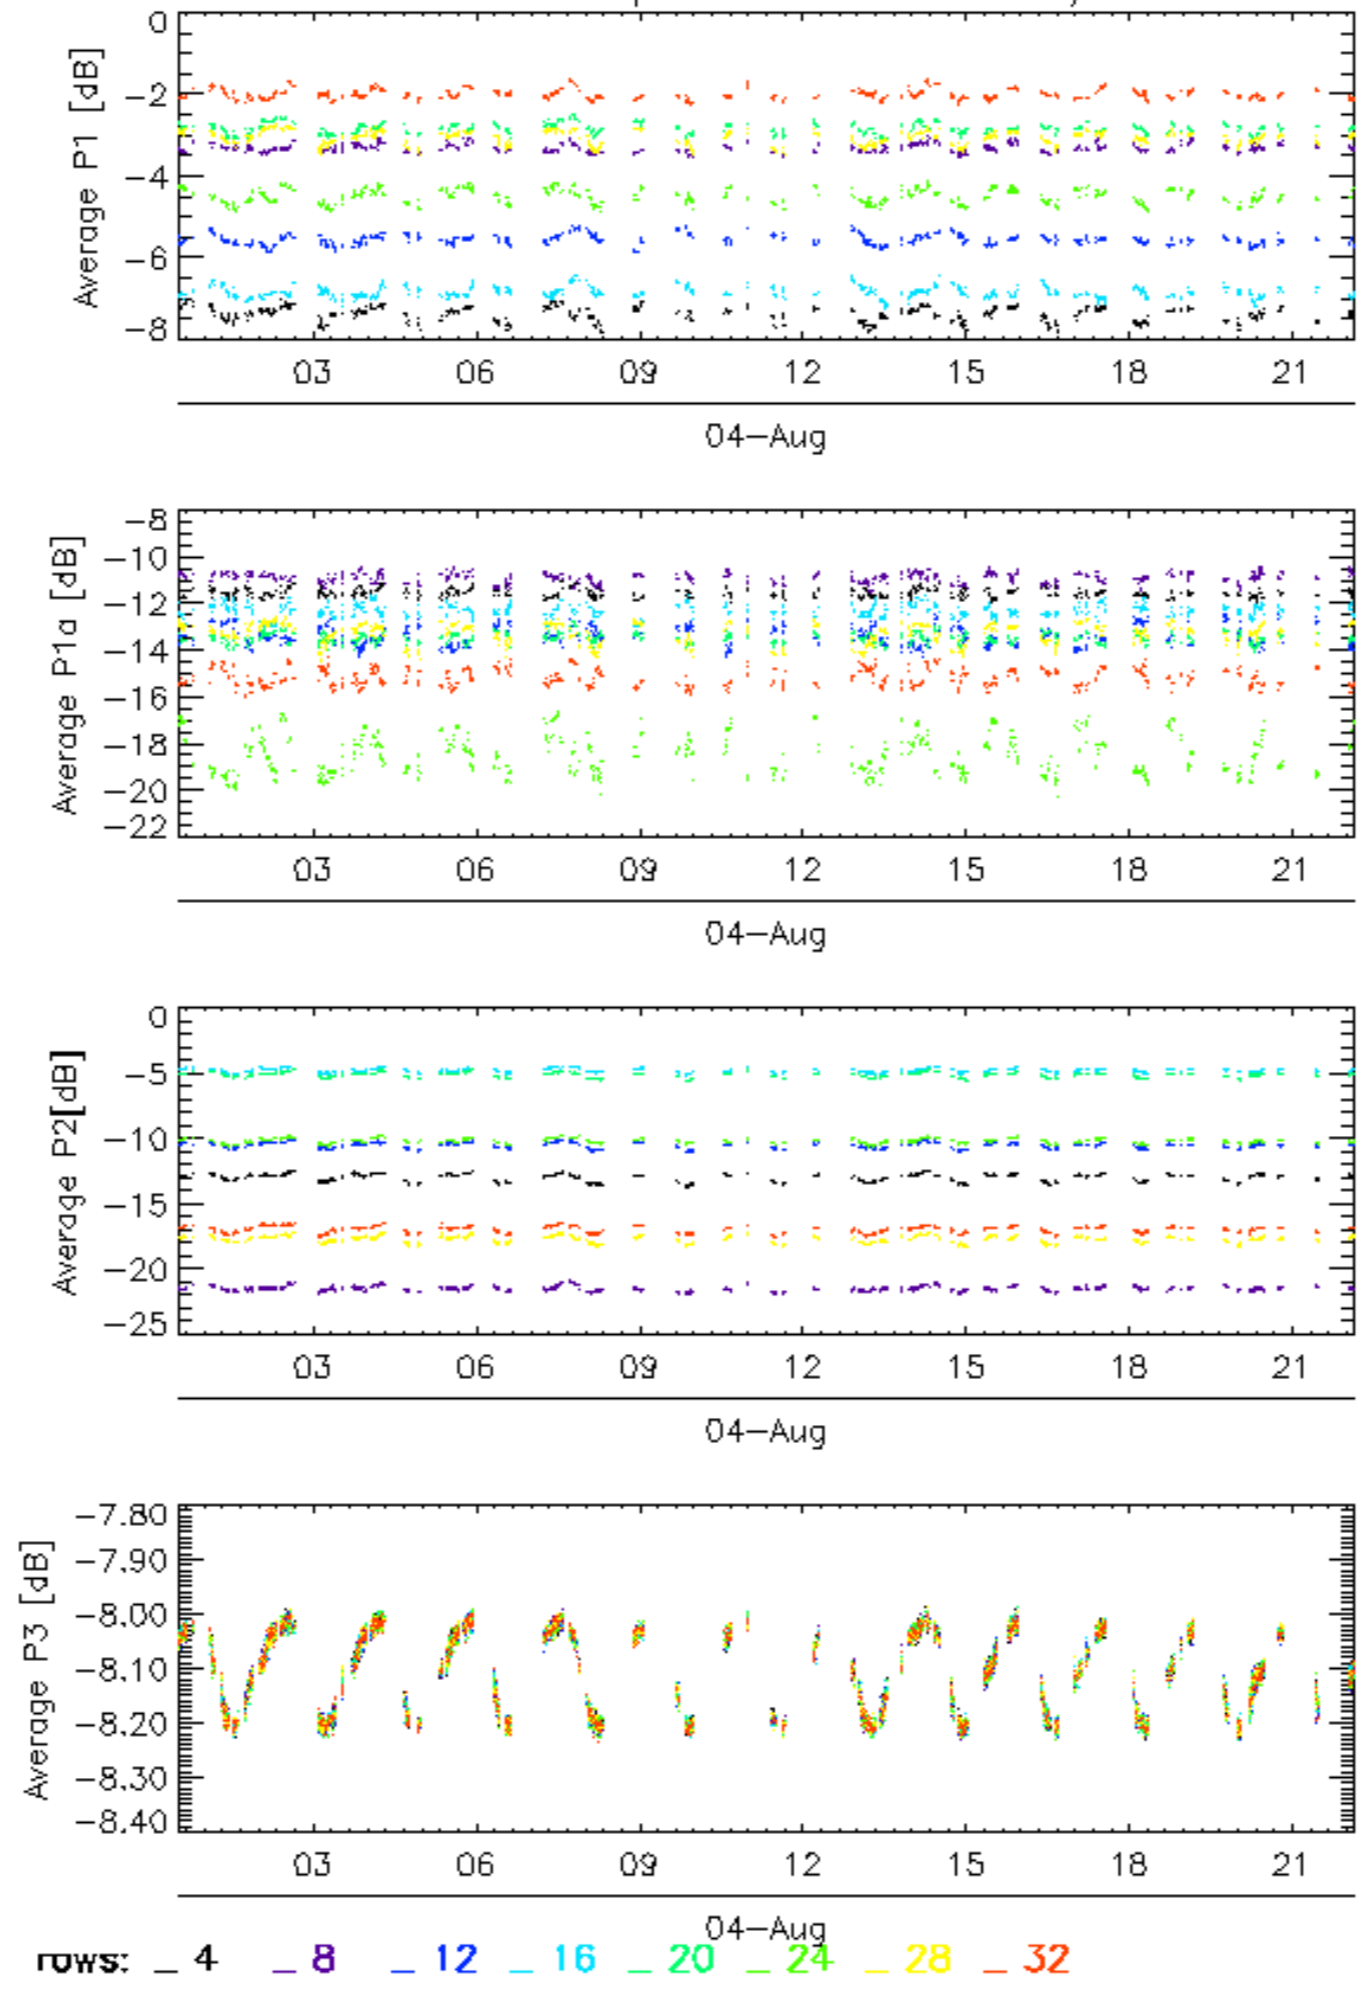 Average P1 [dB]
0
-2
-4
-6
-8
03 06 09 12 15 18 21
04-Aug
Average P1a [dB]
-8
-10
-12
-14
-16
-18
-20
-22
03 06 09 12 15 18 21
04-Aug
Average P2[dB]
0
-5
-10
-15
-20
-25
03 06 09 12 15 18 21
04-Aug
Average P3 [dB]
-7.80
-7.90
-8.00
-8.10
-8.20
-8.30
-8.40
03 06 09 12 15 18 21
04-Aug
rows: _ 4 _ 8 _ 12 _ 16 _ 20 _ 24 _ 28 _ 32